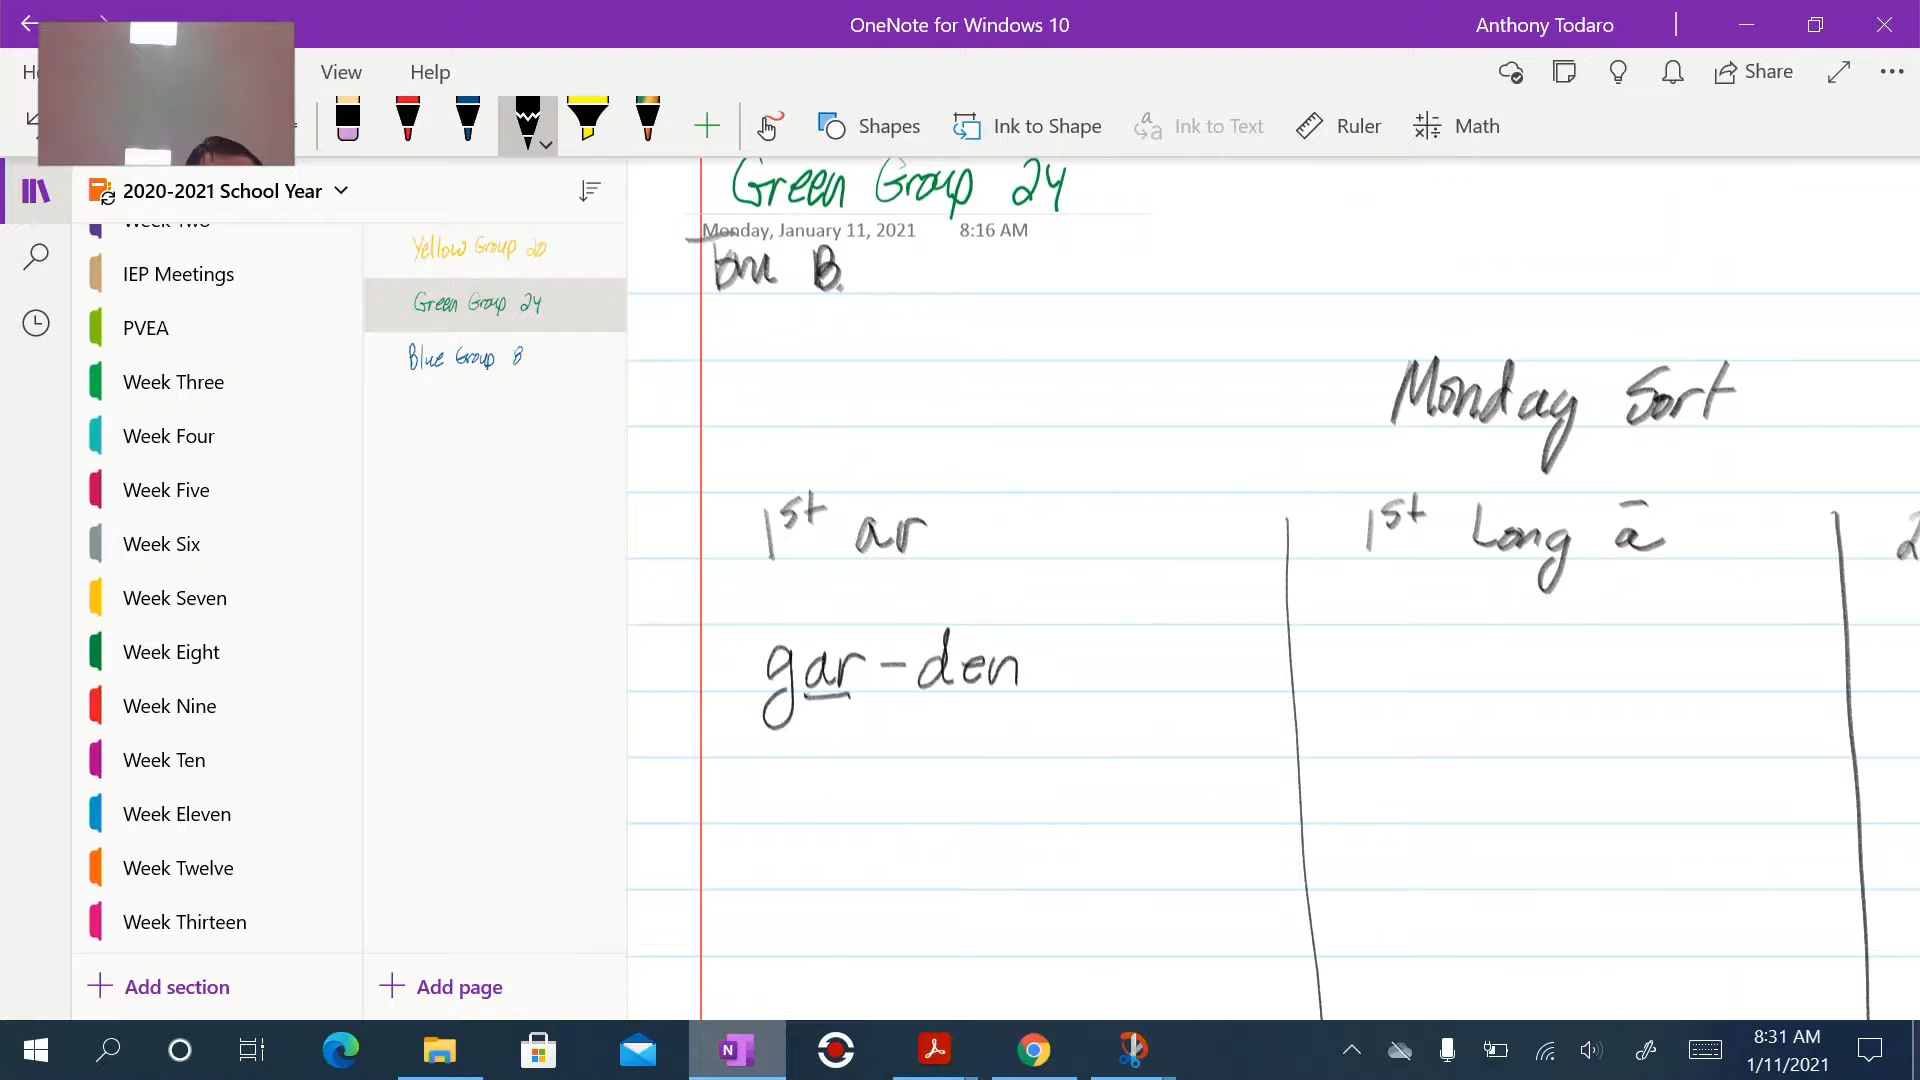 OneNote for Windows 10
Anthony Todaro
View
Help
Share
Shapes
Ink to Shape
Ink to Text
Ruler
Math
2020-2021 School Year
Week Two
IEP Meetings
PVEA
Week Three
Week Four
Week Five
Week Six
Week Seven
Week Eight
Week Nine
Week Ten
Week Eleven
Week Twelve
Week Thirteen
Add section
Yellow Group 20
Green Group 24
Blue Group 8
Add page
Green Group 24
Monday, January 11, 2021 8:16 AM
B.
Monday Sort
1st ar
1st Long ā
2
gar-den
8:31 AM
1/11/2021